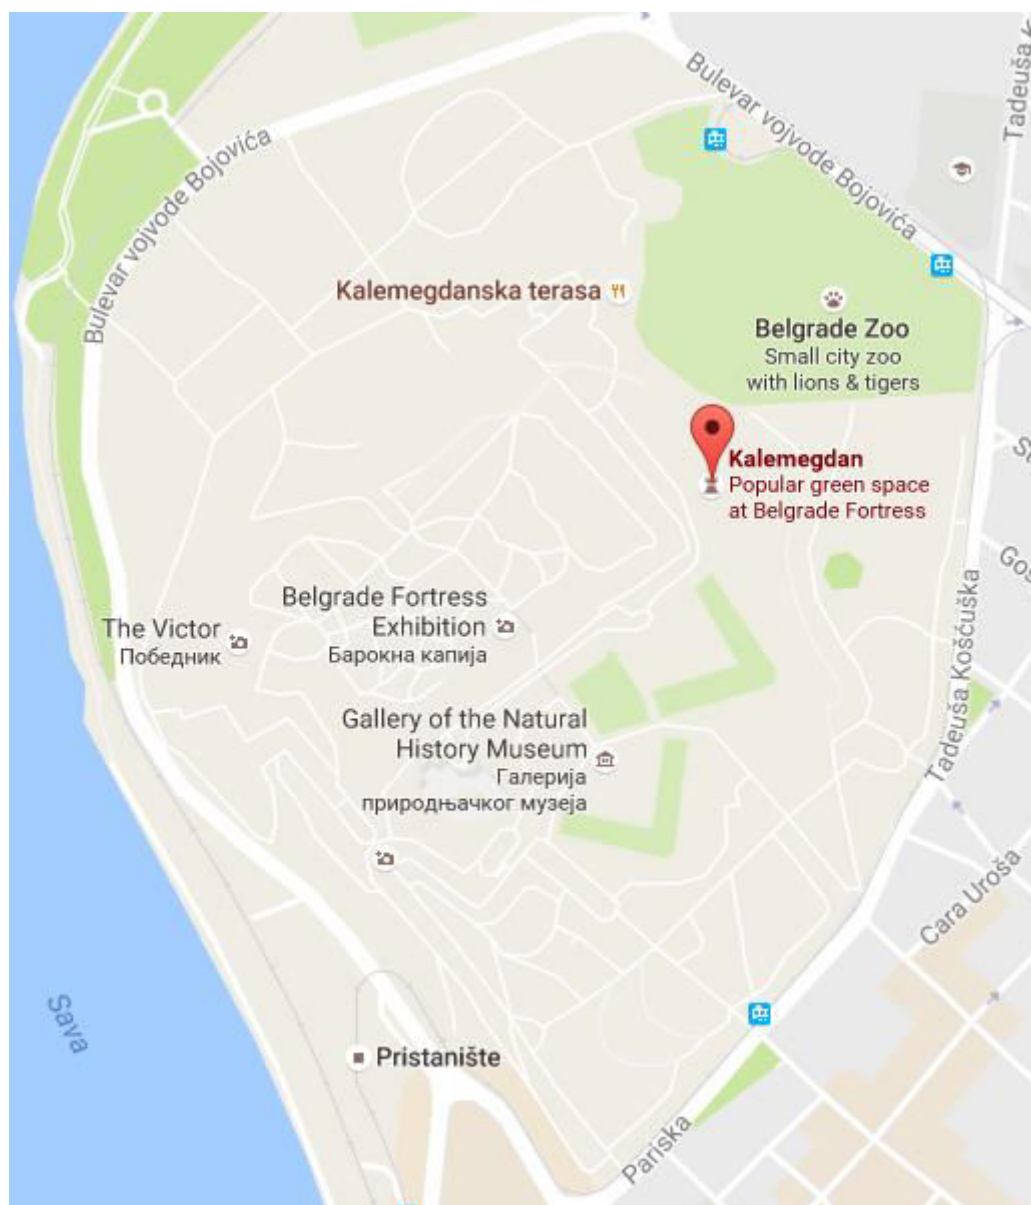 Tadeuša K
Bulevar vojvode Bojovića
Bulevar vojvode Bojovića
Kalemegdanska terasa
Belgrade Zoo
Small city zoo
with lions & tigers
Kalemegdan
Popular green space
at Belgrade Fortress
Gos
Belgrade Fortress
Exhibition
Барокна капија
The Victor
Победник
Tadeuša Košćuška
Gallery of the Natural
History Museum
Галерија
природњачког музеја
Cara Uroša
Sava
Pristanište
Pariska